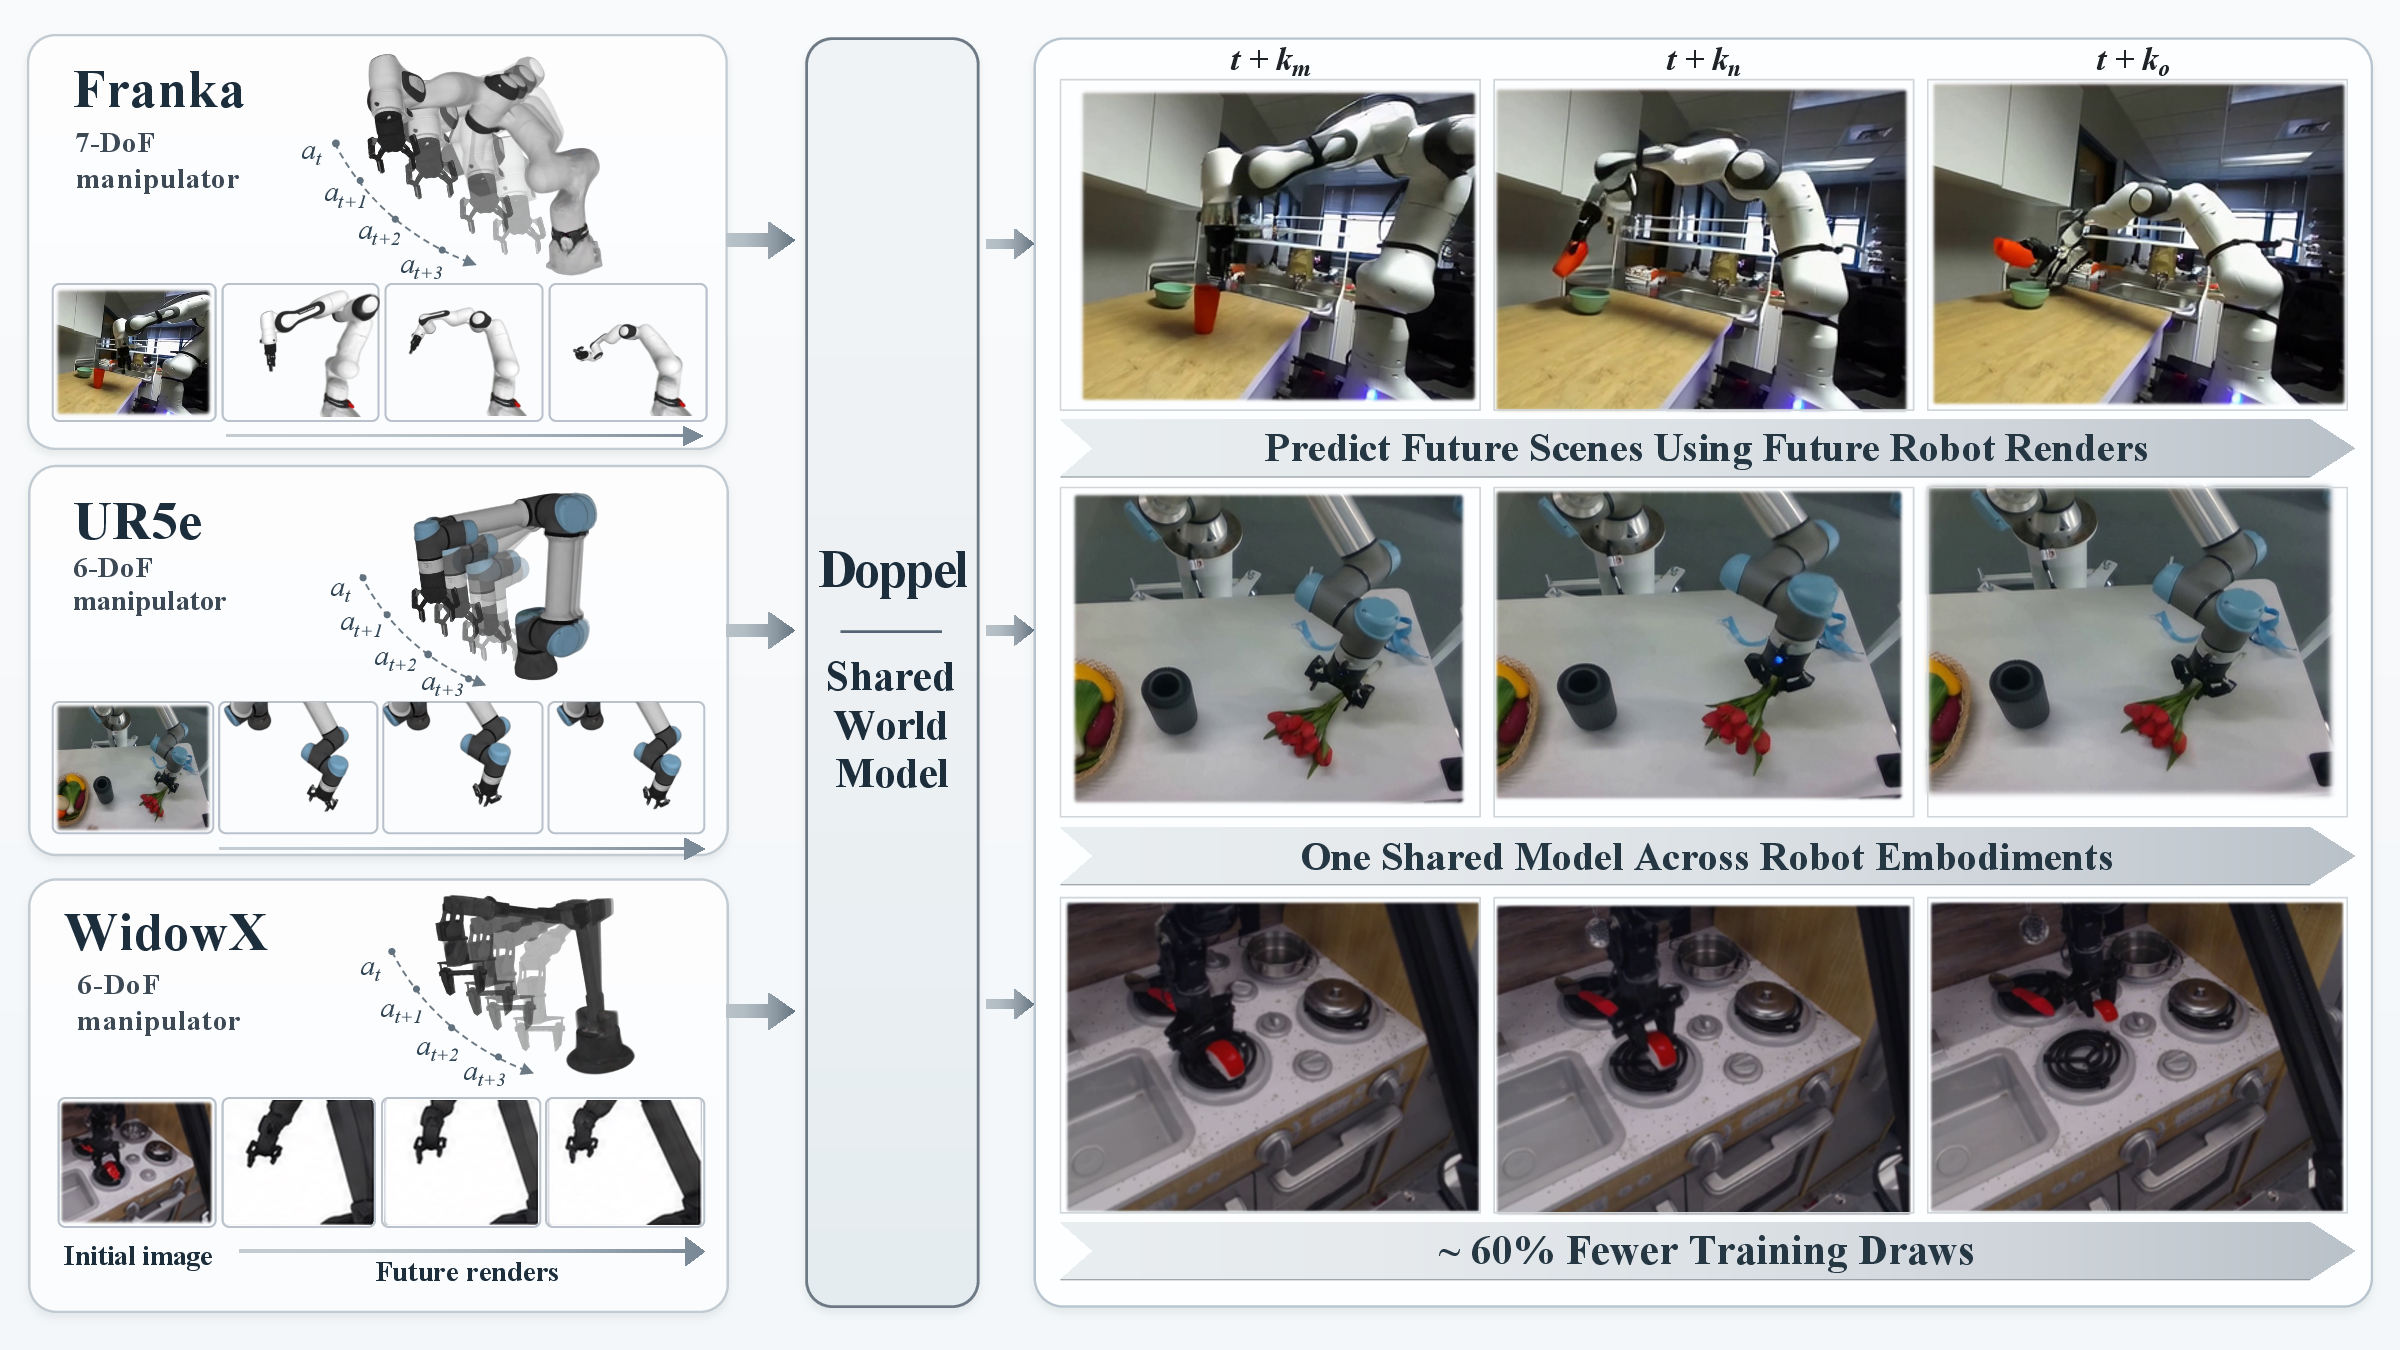 Franka
7-DoF
manipulator
a_t
a_{t+1}
a_{t+2}
a_{t+3}
UR5e
6-DoF
manipulator
a_t
a_{t+1}
a_{t+2}
a_{t+3}
WidowX
6-DoF
manipulator
a_t
a_{t+1}
a_{t+2}
a_{t+3}
Initial image
Future renders
Doppel
Shared
World
Model
t + k_m
t + k_n
t + k_o
Predict Future Scenes Using Future Robot Renders
One Shared Model Across Robot Embodiments
~ 60% Fewer Training Draws